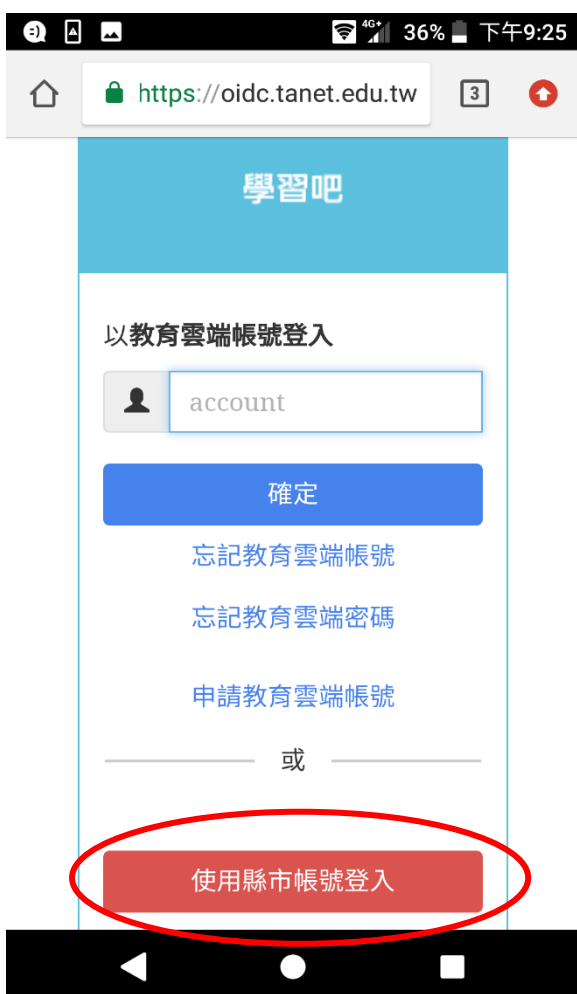 4G+ 36% 下午9:25
https://oidc.tanet.edu.tw 3
學習吧
以教育雲端帳號登入
account
確定
忘記教育雲端帳號
忘記教育雲端密碼
申請教育雲端帳號
或
使用縣市帳號登入